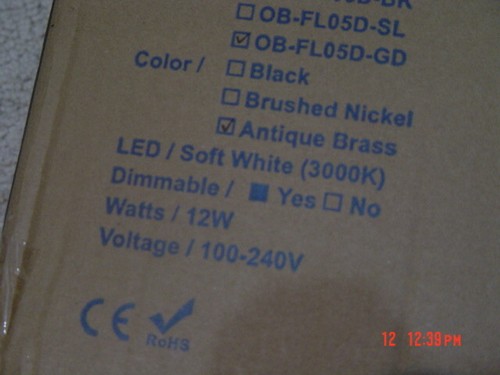 OB-FL05D-SL
OB-FL05D-GD
Color / Black
Brushed Nickel
Antique Brass
LED / Soft White (3000K)
Dimmable / Yes No
Watts / 12W
Voltage / 100-240V
CE RoHS
12 12:39PM